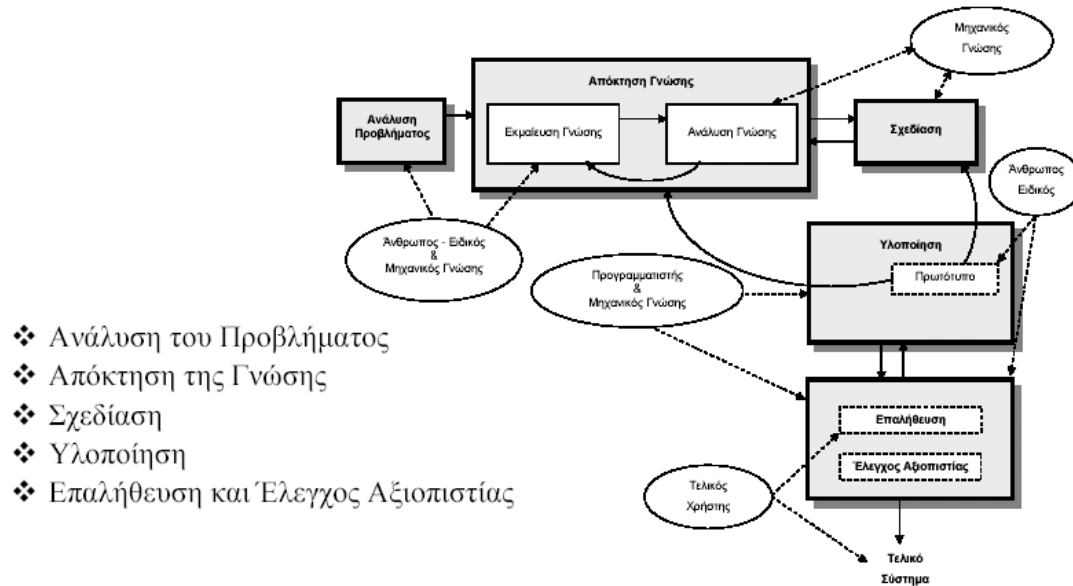 Μηχανικός
Γνώσης
Απόκτηση Γνώσης
Ανάλυση
Προβλήματος
Εκμαίευση Γνώσης
Ανάλυση Γνώσης
Σχεδίαση
Άνθρωπος
Ειδικός
Άνθρωπος - Ειδικός
&
Μηχανικός Γνώσης
Υλοποίηση
Πρωτότυπο
Προγραμματιστής
&
Μηχανικός Γνώσης
❖ Ανάλυση του Προβλήματος
❖ Απόκτηση της Γνώσης
❖ Σχεδίαση
❖ Υλοποίηση
❖ Επαλήθευση και Έλεγχος Αξιοπιστίας
Επαλήθευση
Έλεγχος Αξιοπιστίας
Τελικός
Χρήστης
Τελικό
Σύστημα